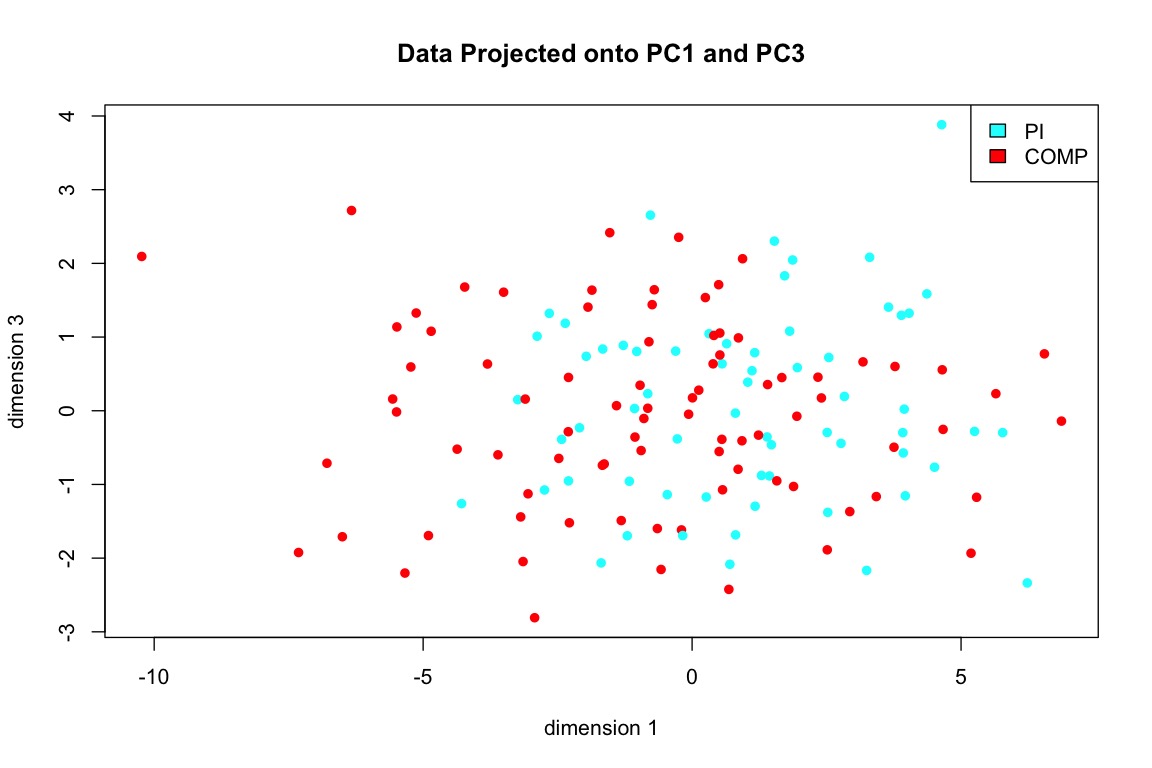 Data Projected onto PC1 and PC3
PI
COMP
4
3
2
1
0
-1
-2
-3
dimension 3
-10
-5
0
5
dimension 1